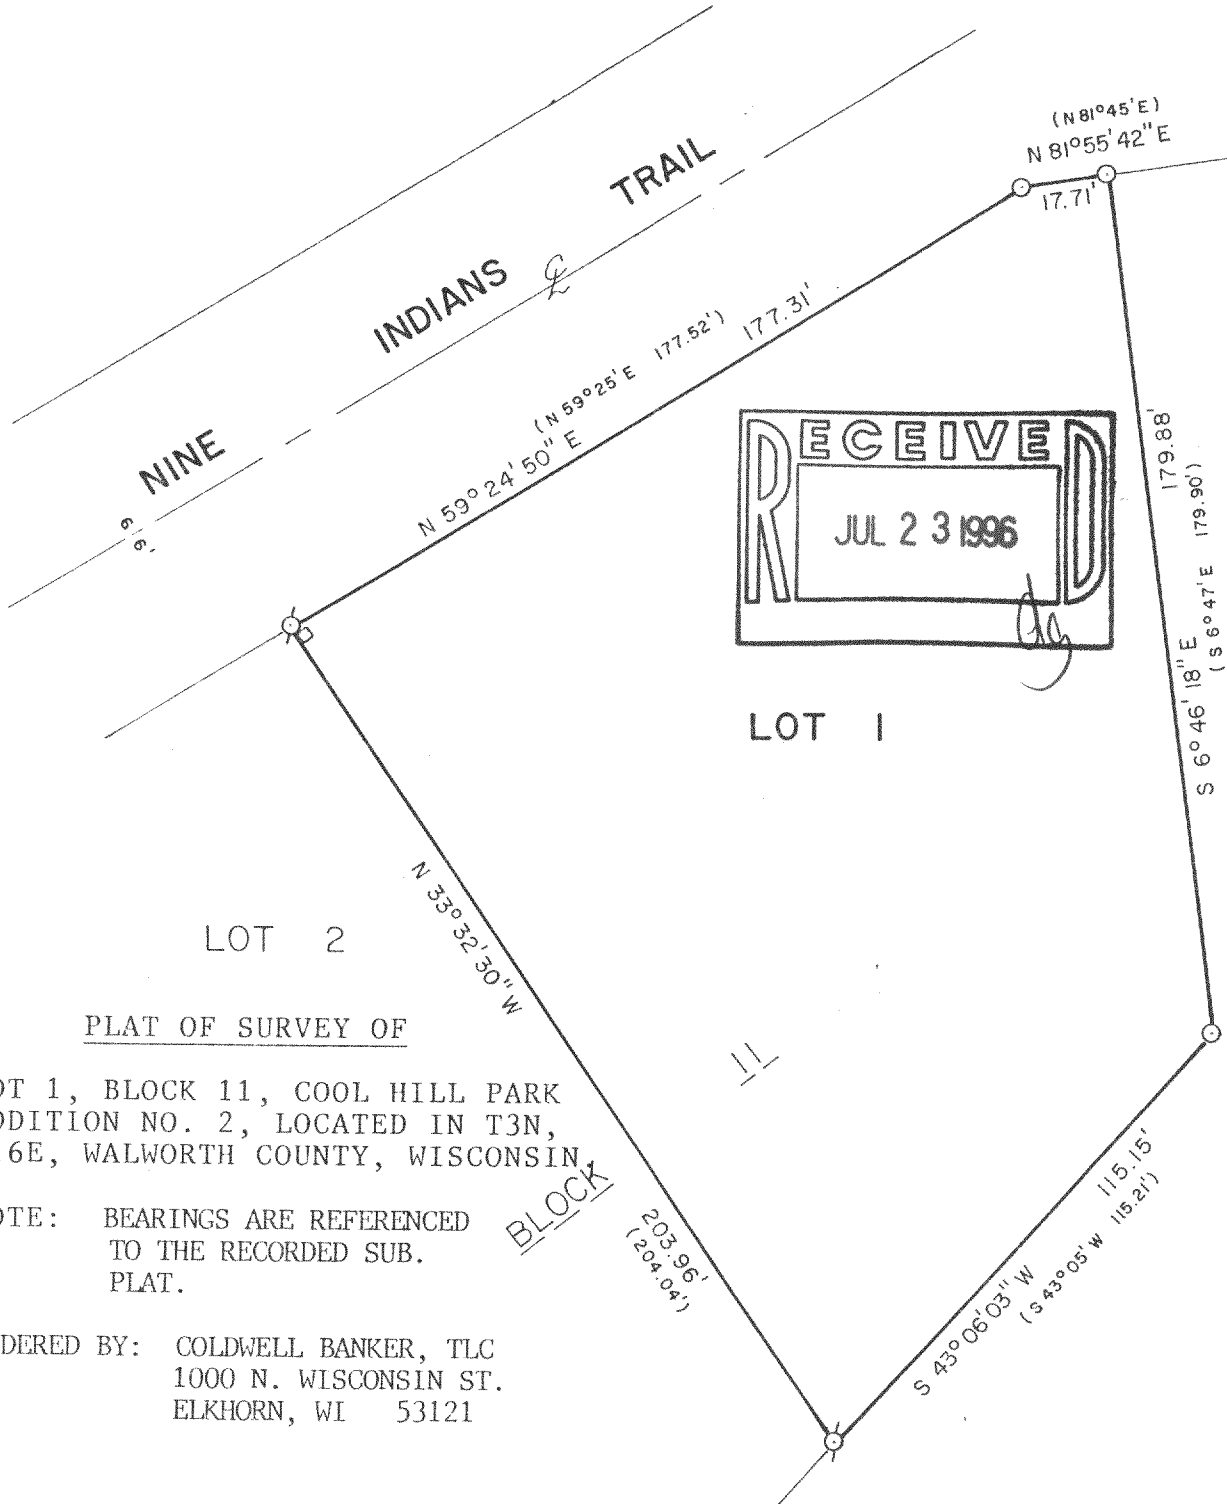 (N 81°45' E)
N 81°55'42" E
17.71'
NINE INDIANS TRAIL
66'
(N 59°25' E 177.52')
N 59°24'50" E 177.31'
RECEIVED
JUL 23 1996
179.88'
S 6°46'18" E
(S 6°47' E 179.90')
LOT 1
N 33°32'30" W
203.96'
(204.04')
LOT 2
BLOCK 11
115.15'
S 43°06'03" W
(S 43°05' W 115.21')
PLAT OF SURVEY OF
OT 1, BLOCK 11, COOL HILL PARK
DDITION NO. 2, LOCATED IN T3N,
6E, WALWORTH COUNTY, WISCONSIN.
OTE: BEARINGS ARE REFERENCED
TO THE RECORDED SUB.
PLAT.
DERED BY: COLDWELL BANKER, TLC
1000 N. WISCONSIN ST.
ELKHORN, WI 53121